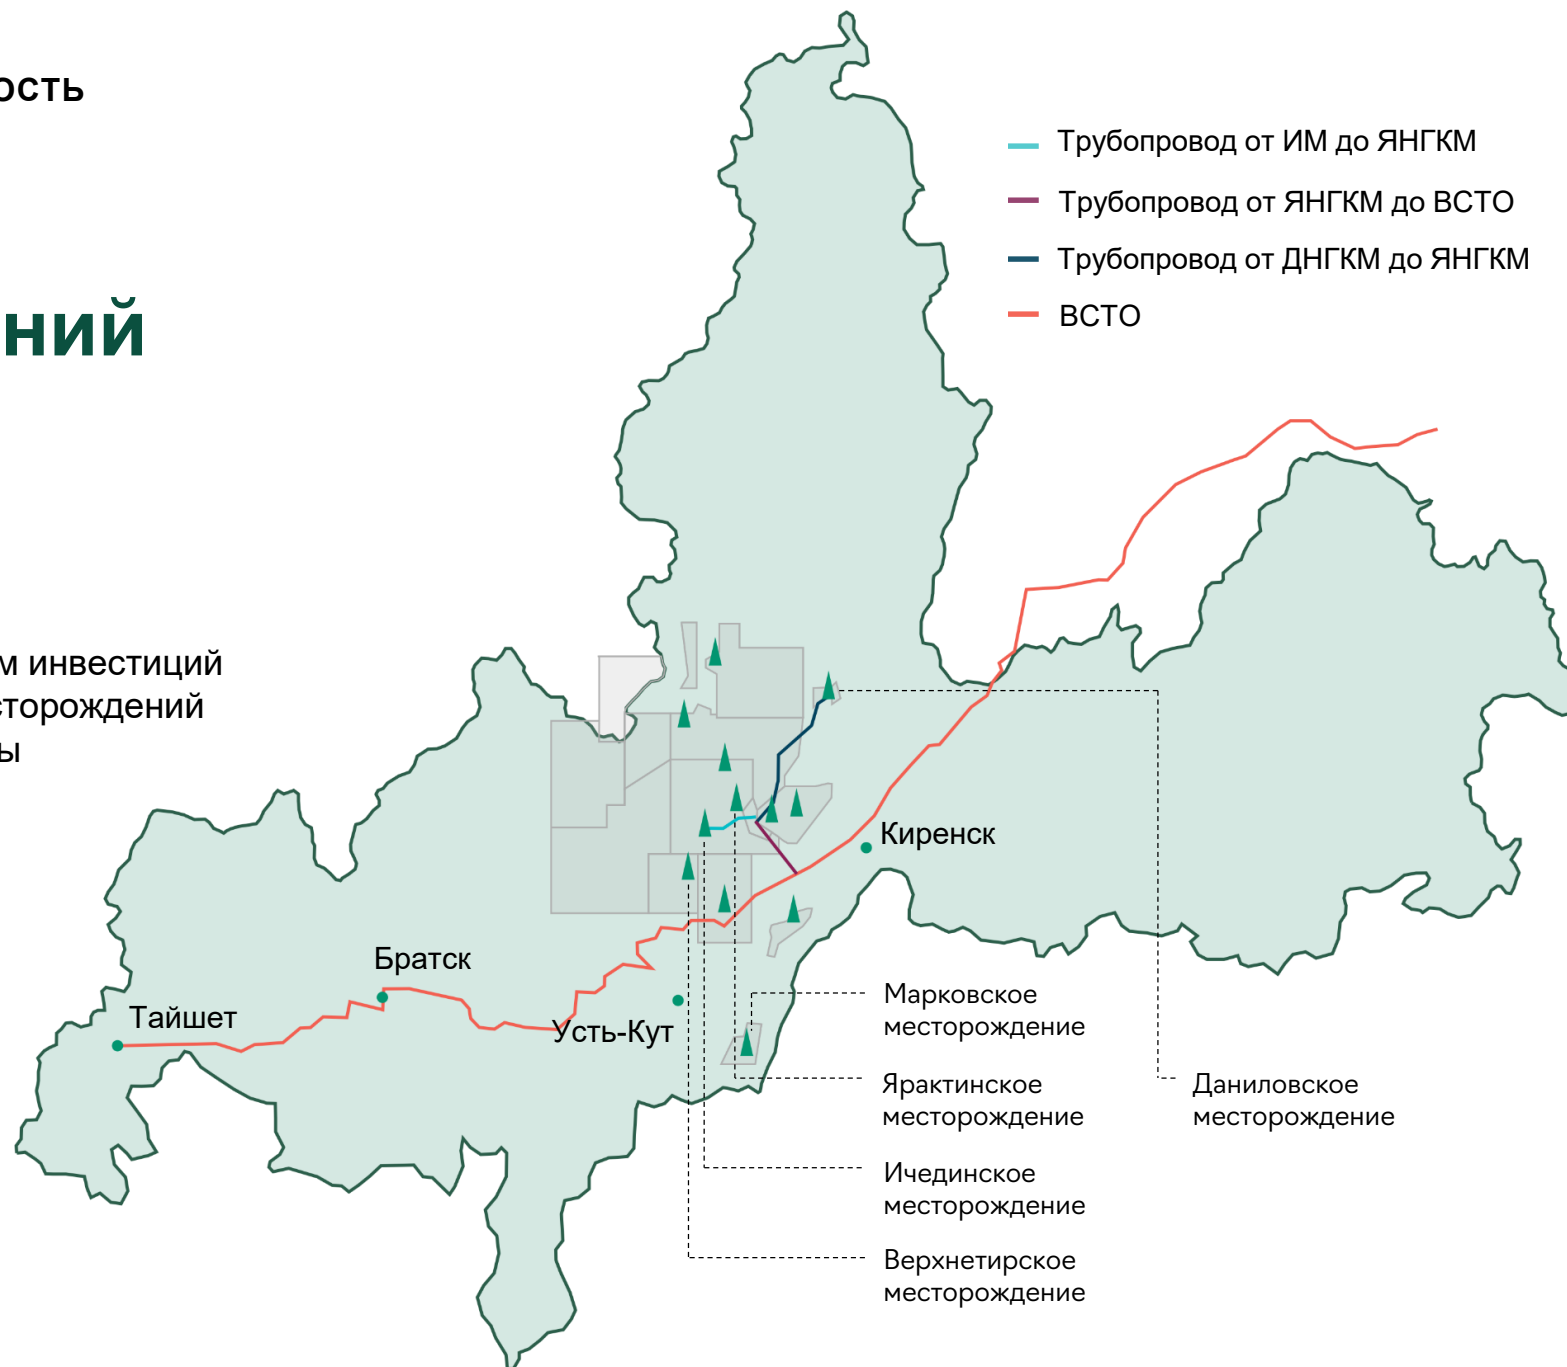 ОСТЬ
ний
м инвестиций
сторождений
ы
Трубопровод от ИМ до ЯНГКМ
Трубопровод от ЯНГКМ до ВСТО
Трубопровод от ДНГКМ до ЯНГКМ
ВСТО
Киренск
Братск
Тайшет
Усть-Кут
Марковское
месторождение
Ярактинское
месторождение
Даниловское
месторождение
Ичединское
месторождение
Верхнетирское
месторождение